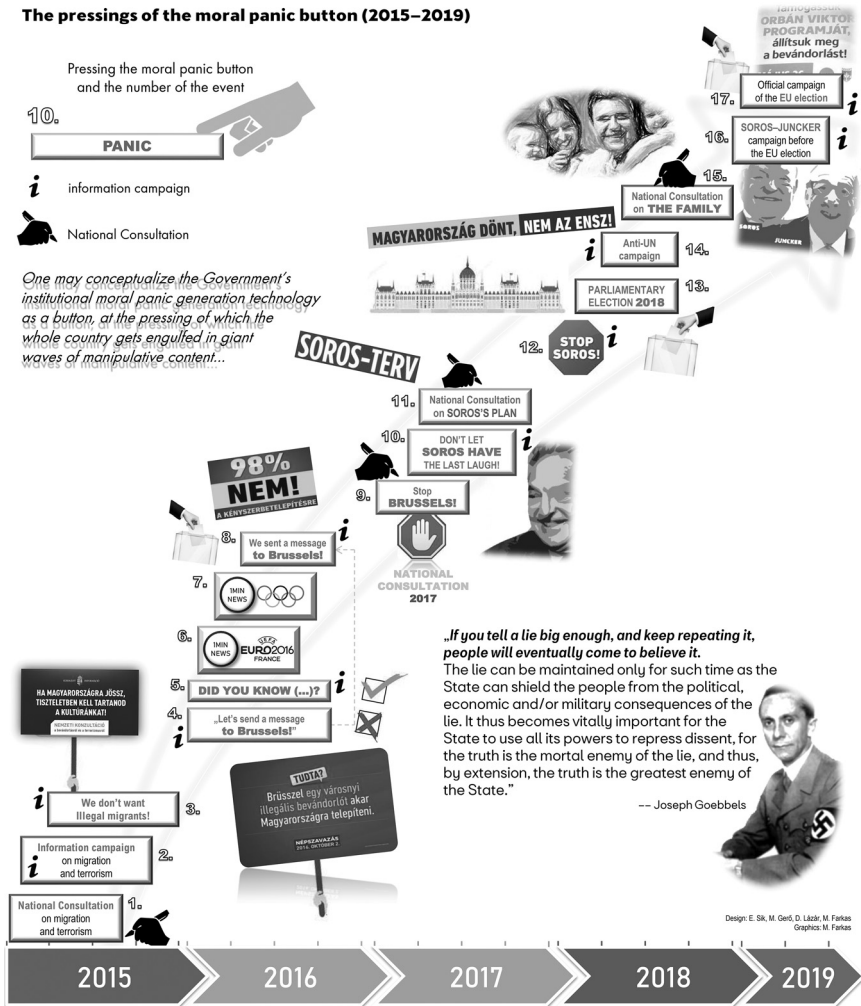 The pressings of the moral panic button (2015–2019)
Pressing the moral panic button
and the number of the event
10.
PANIC
i information campaign
National Consultation
One may conceptualize the Government's
institutional moral panic generation technology
as a button, at the pressing of which the
whole country gets engulfed in giant
waves of manipulative content...
ORBÁN VIKTOR
PROGRAMJÁT,
állítsuk meg
a bevándorlást!
17.
Official campaign
of the EU election
i
16.
SOROS–JUNCKER
campaign before
the EU election
i
15.
National Consultation
on THE FAMILY
SOROS
JUNCKER
MAGYARORSZÁG DÖNT, NEM AZ ENSZ!
i
Anti-UN
campaign
14.
PARLIAMENTARY
ELECTION 2018
13.
12.
STOP
SOROS!
i
SOROS-TERV
11.
National Consultation
on SOROS'S PLAN
10.
DON'T LET
SOROS HAVE
THE LAST LAUGH!
i
9.
Stop
BRUSSELS!
NATIONAL
CONSULTATION
2017
98%
NEM!
A KÉNYSZERBETELEPÍTÉSRE
8.
We sent a message
to Brussels!
i
7.
1MIN
NEWS
6.
1MIN
NEWS
UEFA
EURO2016
FRANCE
5.
DID YOU KNOW (...)?
i
4.
i
„Let's send a message
to Brussels!"
HA MAGYARORSZÁGRA JÖSSZ,
TISZTELETBEN KELL TARTANOD
A KULTÚRÁNKAT!
NEMZETI KONZULTÁCIÓ
i
We don't want
Illegal migrants!
3.
Information campaign
on migration
and terrorism
i
2.
National Consultation
on migration
and terrorism
1.
TUDTA?
Brüsszel egy városnyi
illegális bevándorlót akar
Magyarországra telepíteni.
NÉPSZAVAZÁS
2016. OKTÓBER 2.
„If you tell a lie big enough, and keep repeating it,
people will eventually come to believe it.
The lie can be maintained only for such time as the
State can shield the people from the political,
economic and/or military consequences of the
lie. It thus becomes vitally important for the
State to use all its powers to repress dissent, for
the truth is the mortal enemy of the lie, and thus,
by extension, the truth is the greatest enemy of
the State.”
–– Joseph Goebbels
Design: E. Sik, M. Gerő, D. Lázár, M. Farkas
Graphics: M. Farkas
2015
2016
2017
2018
2019